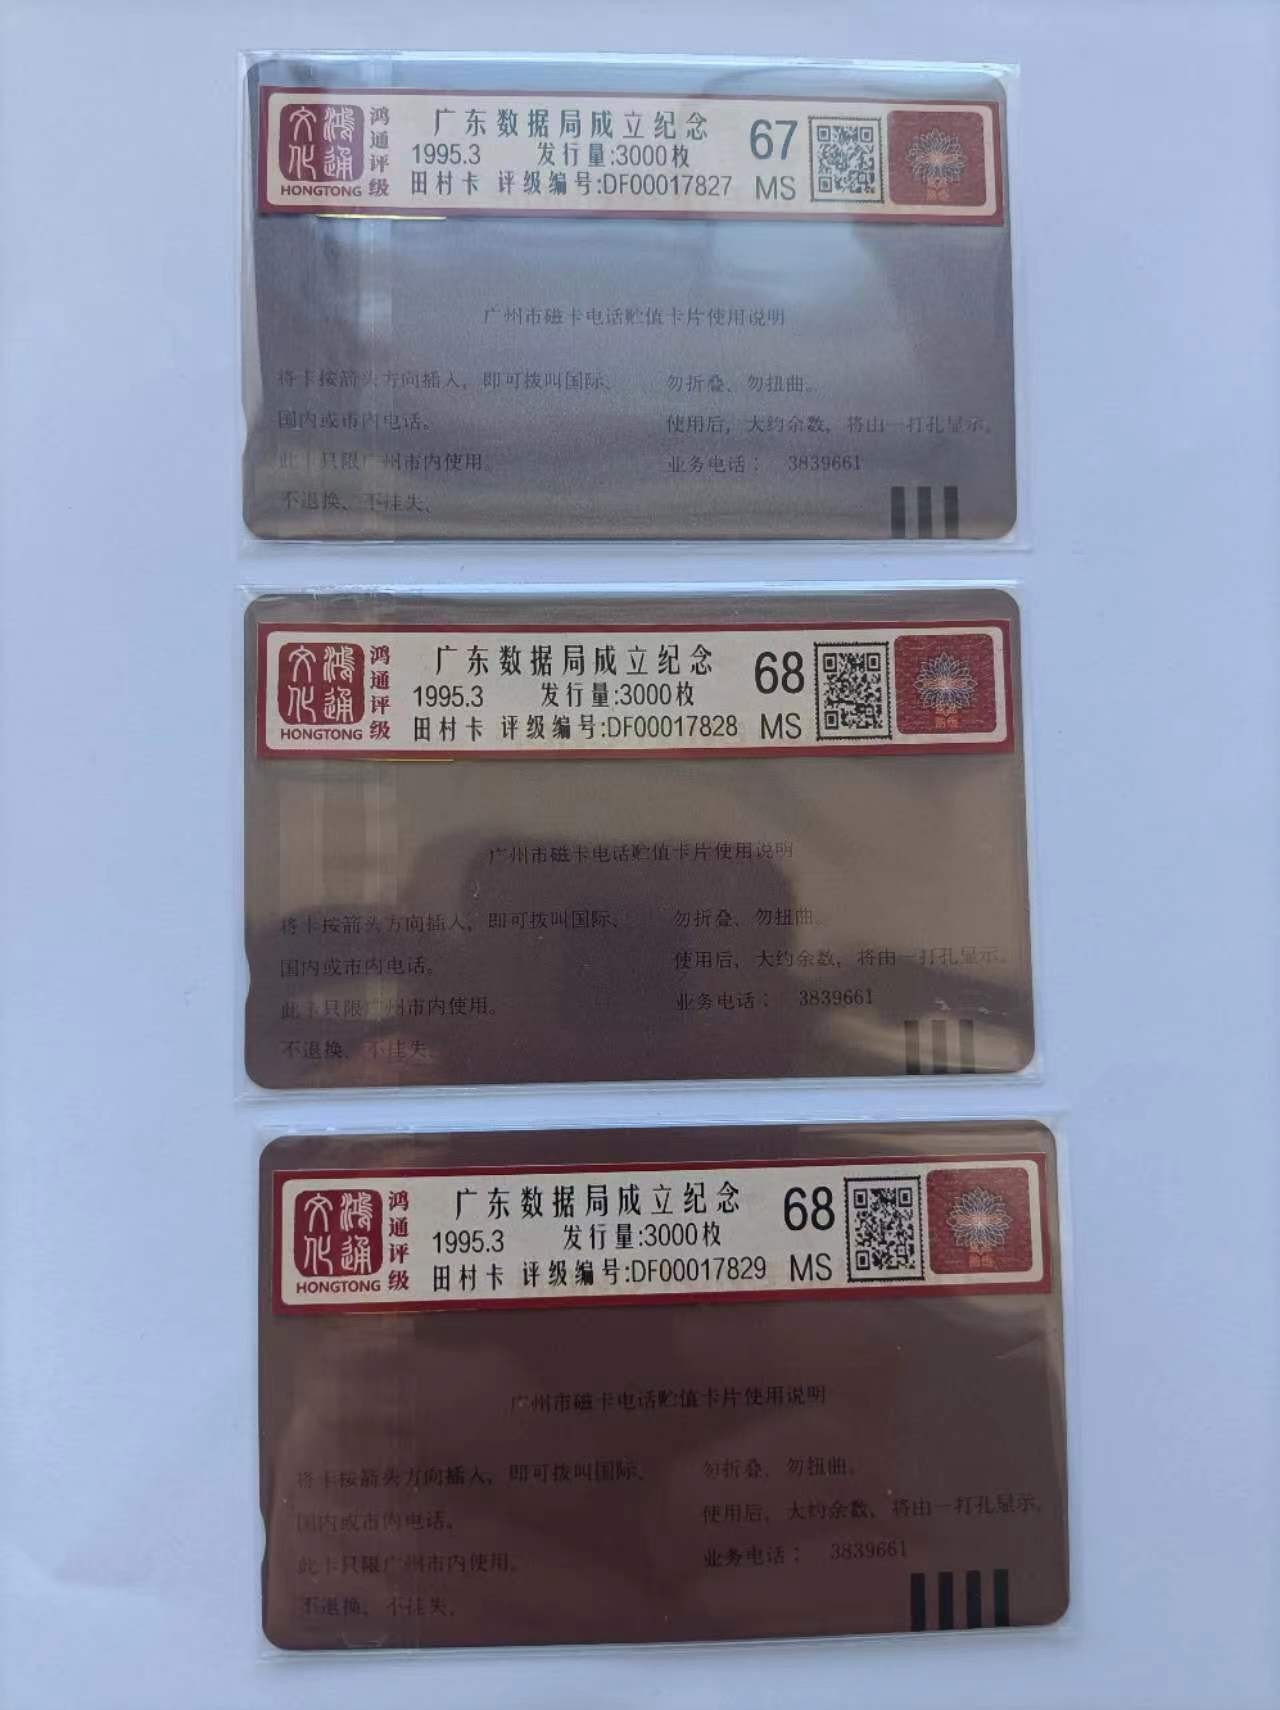 鸿通文化
HONGTONG
鸿通评级
广东数据局成立纪念
1995.3 发行量:3000枚
田村卡 评级编号:DF00017827
67
MS
广州市磁卡电话贮值卡片使用说明
将卡按箭头方向插入，即可拨叫国际、
国内或市内电话。
此卡只限广州市内使用。
不退换、不挂失、
勿折叠、勿扭曲。
使用后，大约余数，将由一打孔显示。
业务电话： 3839661
鸿通文化
HONGTONG
鸿通评级
广东数据局成立纪念
1995.3 发行量:3000枚
田村卡 评级编号:DF00017828
68
MS
广州市磁卡电话贮值卡片使用说明
将卡按箭头方向插入，即可拨叫国际、
国内或市内电话。
此卡只限广州市内使用。
不退换、不挂失、
勿折叠、勿扭曲。
使用后，大约余数，将由一打孔显示。
业务电话： 3839661
鸿通文化
HONGTONG
鸿通评级
广东数据局成立纪念
1995.3 发行量:3000枚
田村卡 评级编号:DF00017829
68
MS
广州市磁卡电话贮值卡片使用说明
将卡按箭头方向插入，即可拨叫国际、
国内或市内电话。
此卡只限广州市内使用。
不退换、不挂失、
勿折叠、勿扭曲。
使用后，大约余数，将由一打孔显示。
业务电话： 3839661